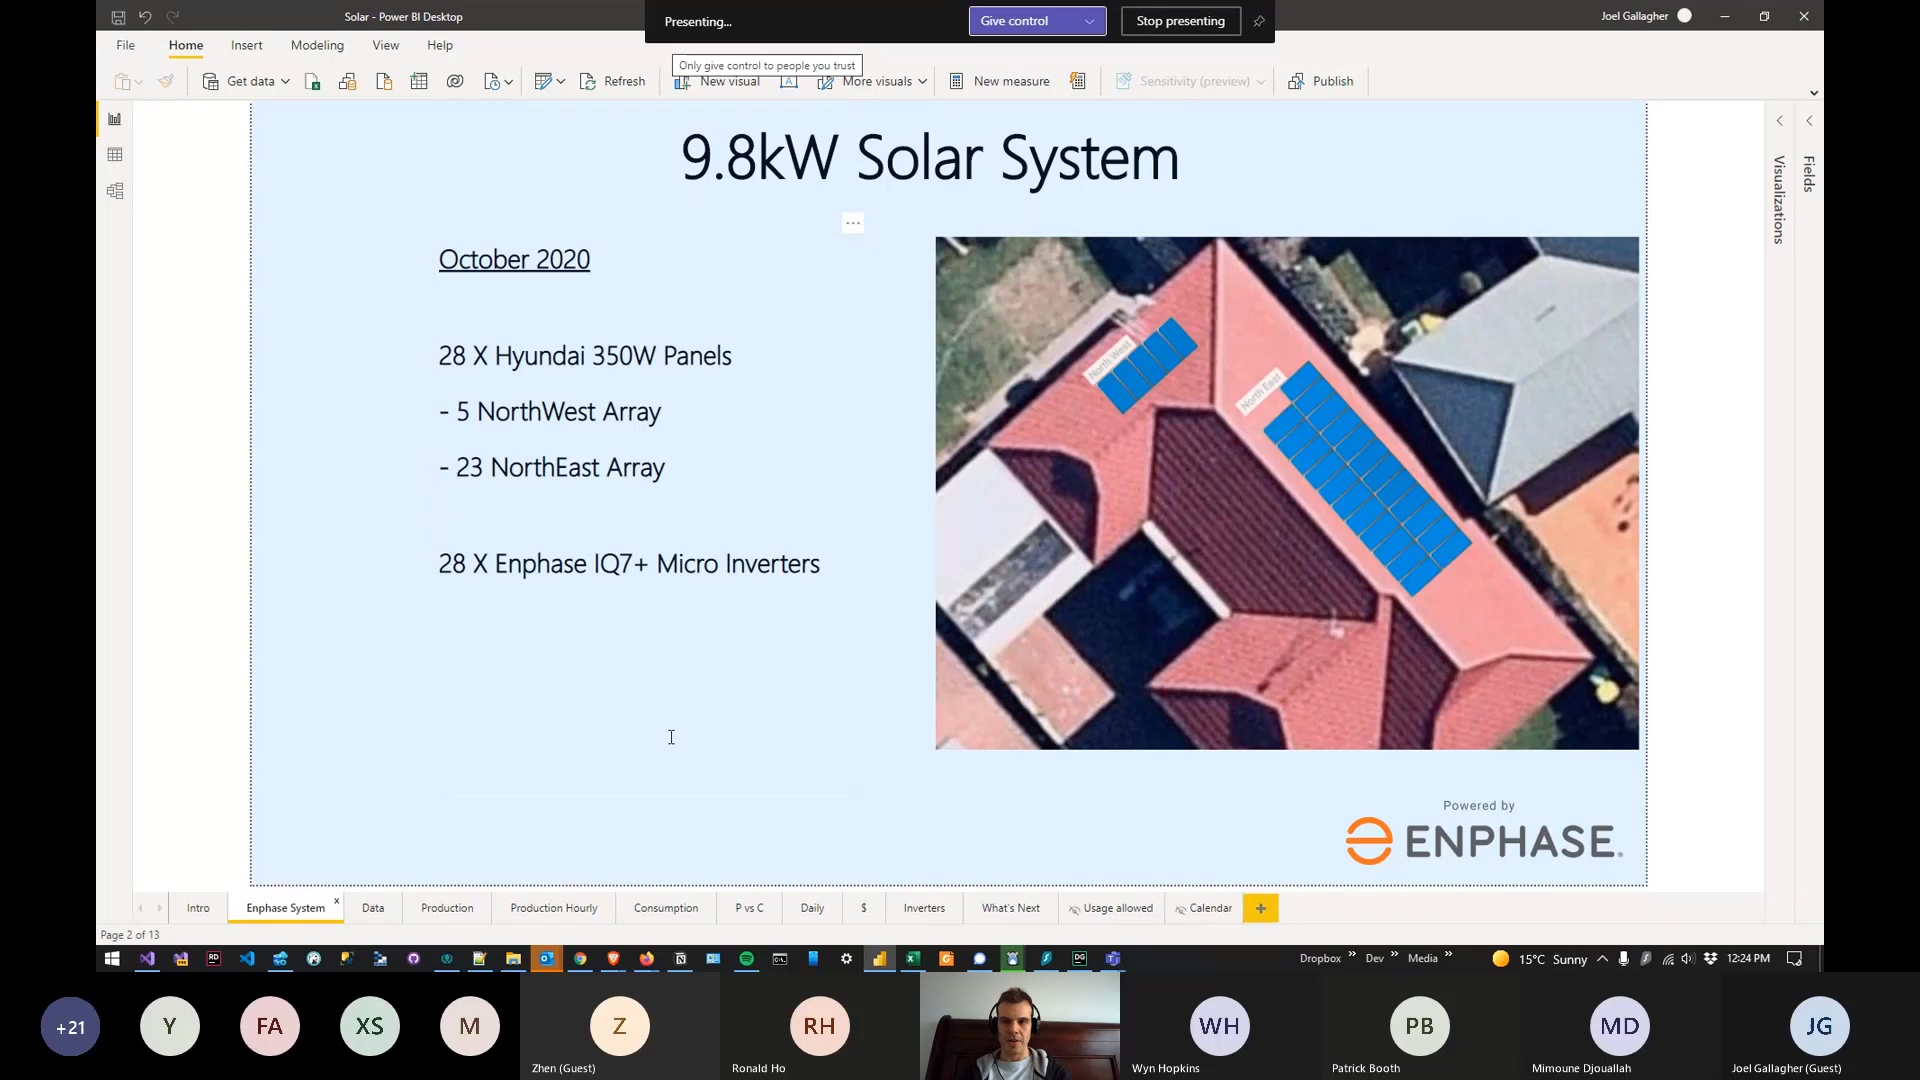 Solar - Power BI Desktop
Presenting...
Give control
Stop presenting
Joel Gallagher
File Home Insert Modeling View Help
Only give control to people you trust
Get data
Refresh
New visual
More visuals
New measure
Sensitivity (preview)
Publish
9.8kW Solar System
October 2020
28 X Hyundai 350W Panels
- 5 NorthWest Array
- 23 NorthEast Array
28 X Enphase IQ7+ Micro Inverters
North West
North East
Powered by
ENPHASE
Visualizations
Fields
Intro Enphase System x Data Production Production Hourly Consumption P vs C Daily $ Inverters What's Next Usage allowed Calendar +
Page 2 of 13
RD
DG
Dropbox » Dev » Media »
15°C Sunny
12:24 PM
+21
Y
FA
XS
M
Z
RH
WH
PB
MD
JG
Zhen (Guest)
Ronald Ho
Wyn Hopkins
Patrick Booth
Mimoune Djouallah
Joel Gallagher (Guest)